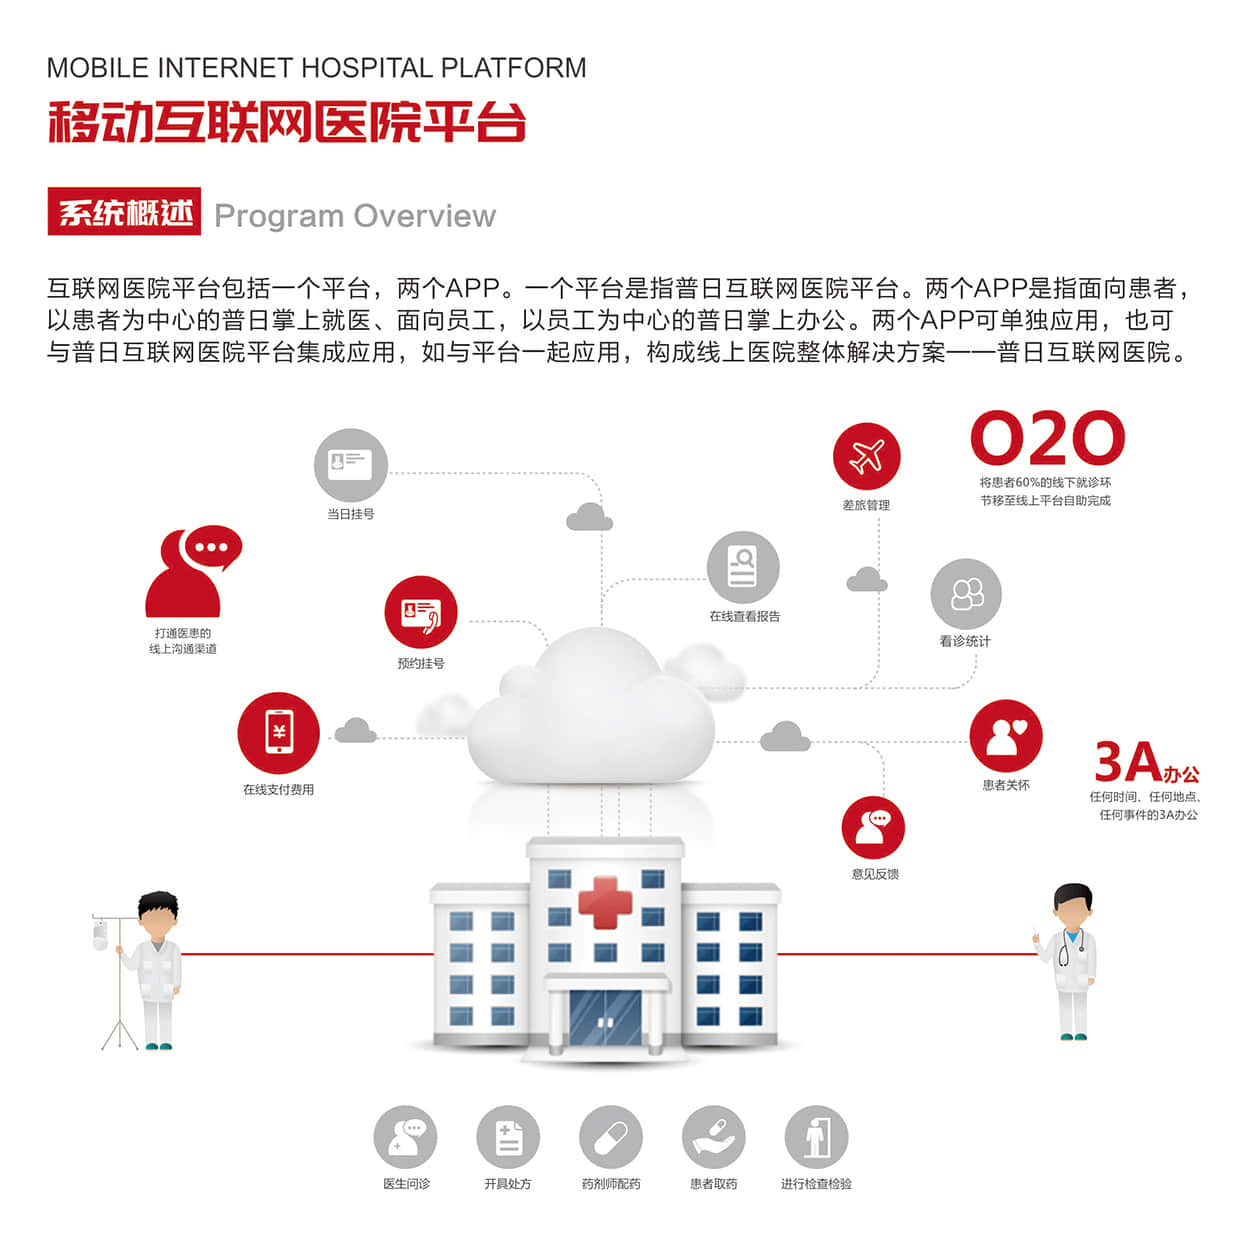 MOBILE INTERNET HOSPITAL PLATFORM
移动互联网医院平台
系统概述 Program Overview
互联网医院平台包括一个平台，两个APP。一个平台是指普日互联网医院平台。两个APP是指面向患者，
以患者为中心的普日掌上就医、面向员工，以员工为中心的普日掌上办公。两个APP可单独应用，也可
与普日互联网医院平台集成应用，如与平台一起应用，构成线上医院整体解决方案——普日互联网医院。
O2O
将患者60%的线下就诊环
节移至线上平台自助完成
当日挂号
差旅管理
在线查看报告
看诊统计
打通医患的
线上沟通渠道
预约挂号
¥
在线支付费用
患者关怀
3A办公
任何时间、任何地点、
任何事件的3A办公
意见反馈
医生问诊
开具处方
药剂师配药
患者取药
进行检查检验